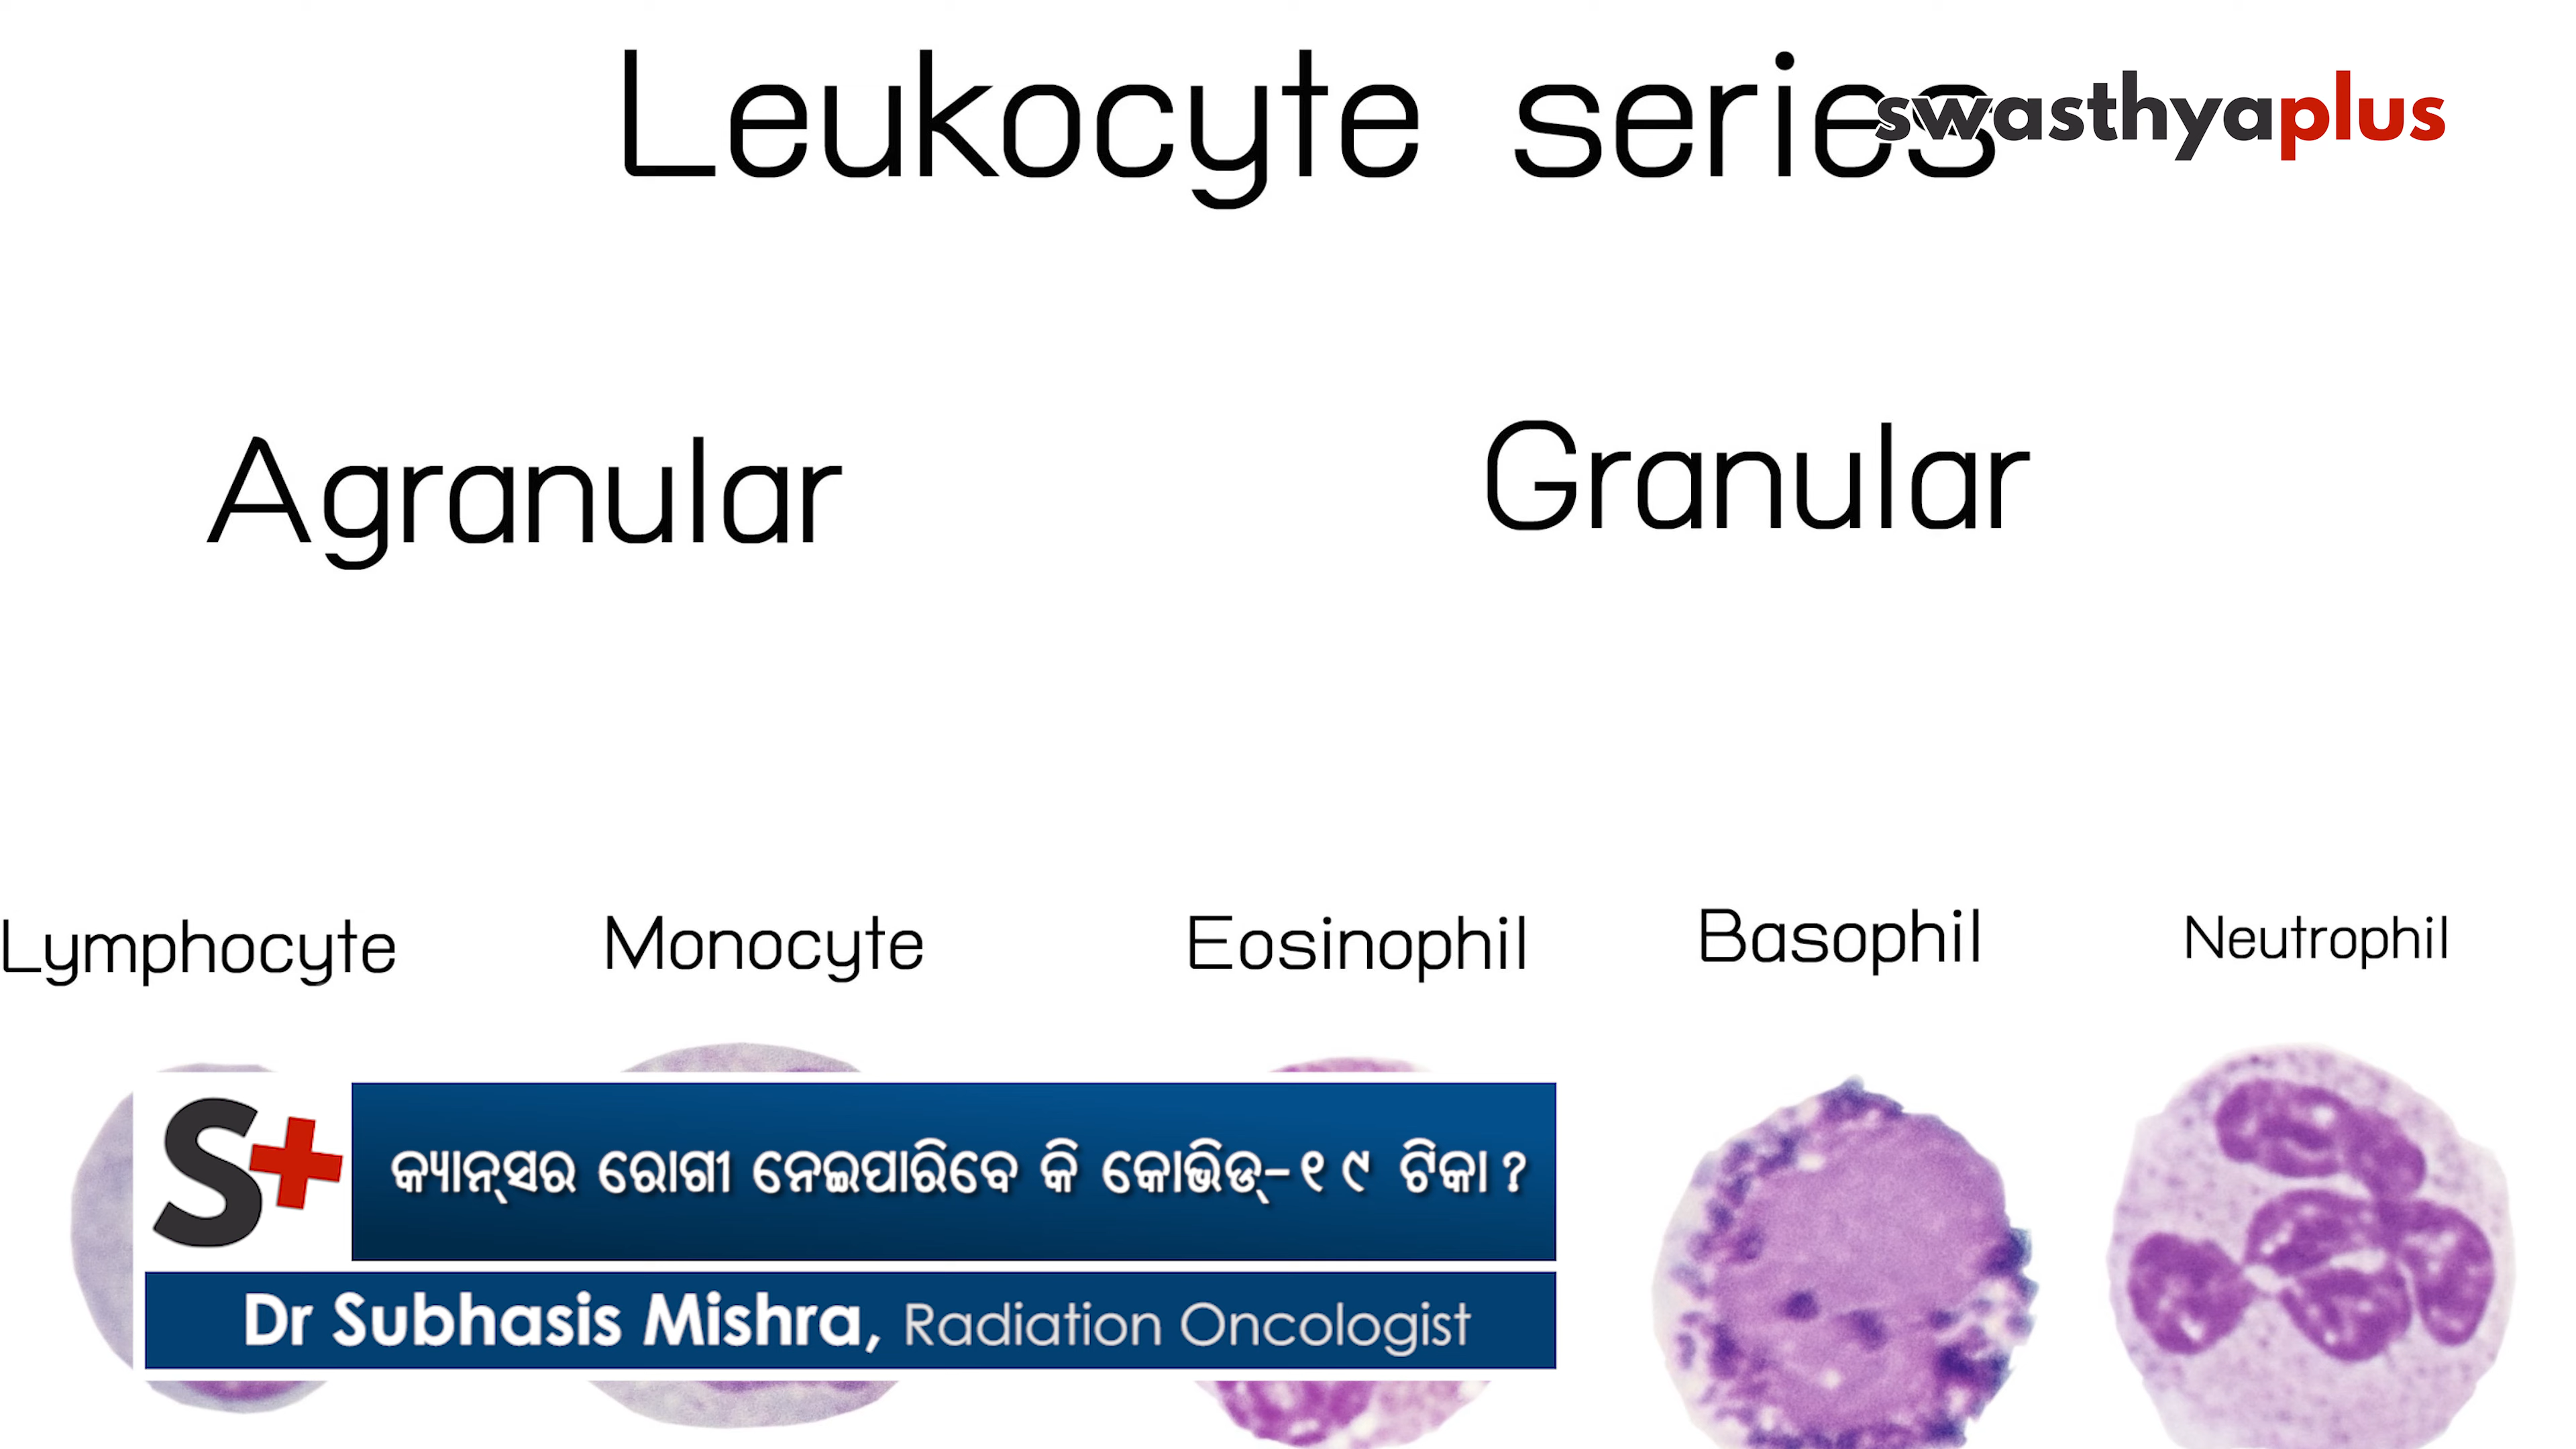 Leukocyte series
swasthyaplus
Agranular
Granular
Lymphocyte
Monocyte
Eosinophil
Basophil
Neutrophil
S+
କ୍ୟାନ୍‌ସର ରୋଗୀ ନେଇପାରିବେ କି କୋଭିଡ୍-୧୯ ଟିକା ?
Dr Subhasis Mishra, Radiation Oncologist